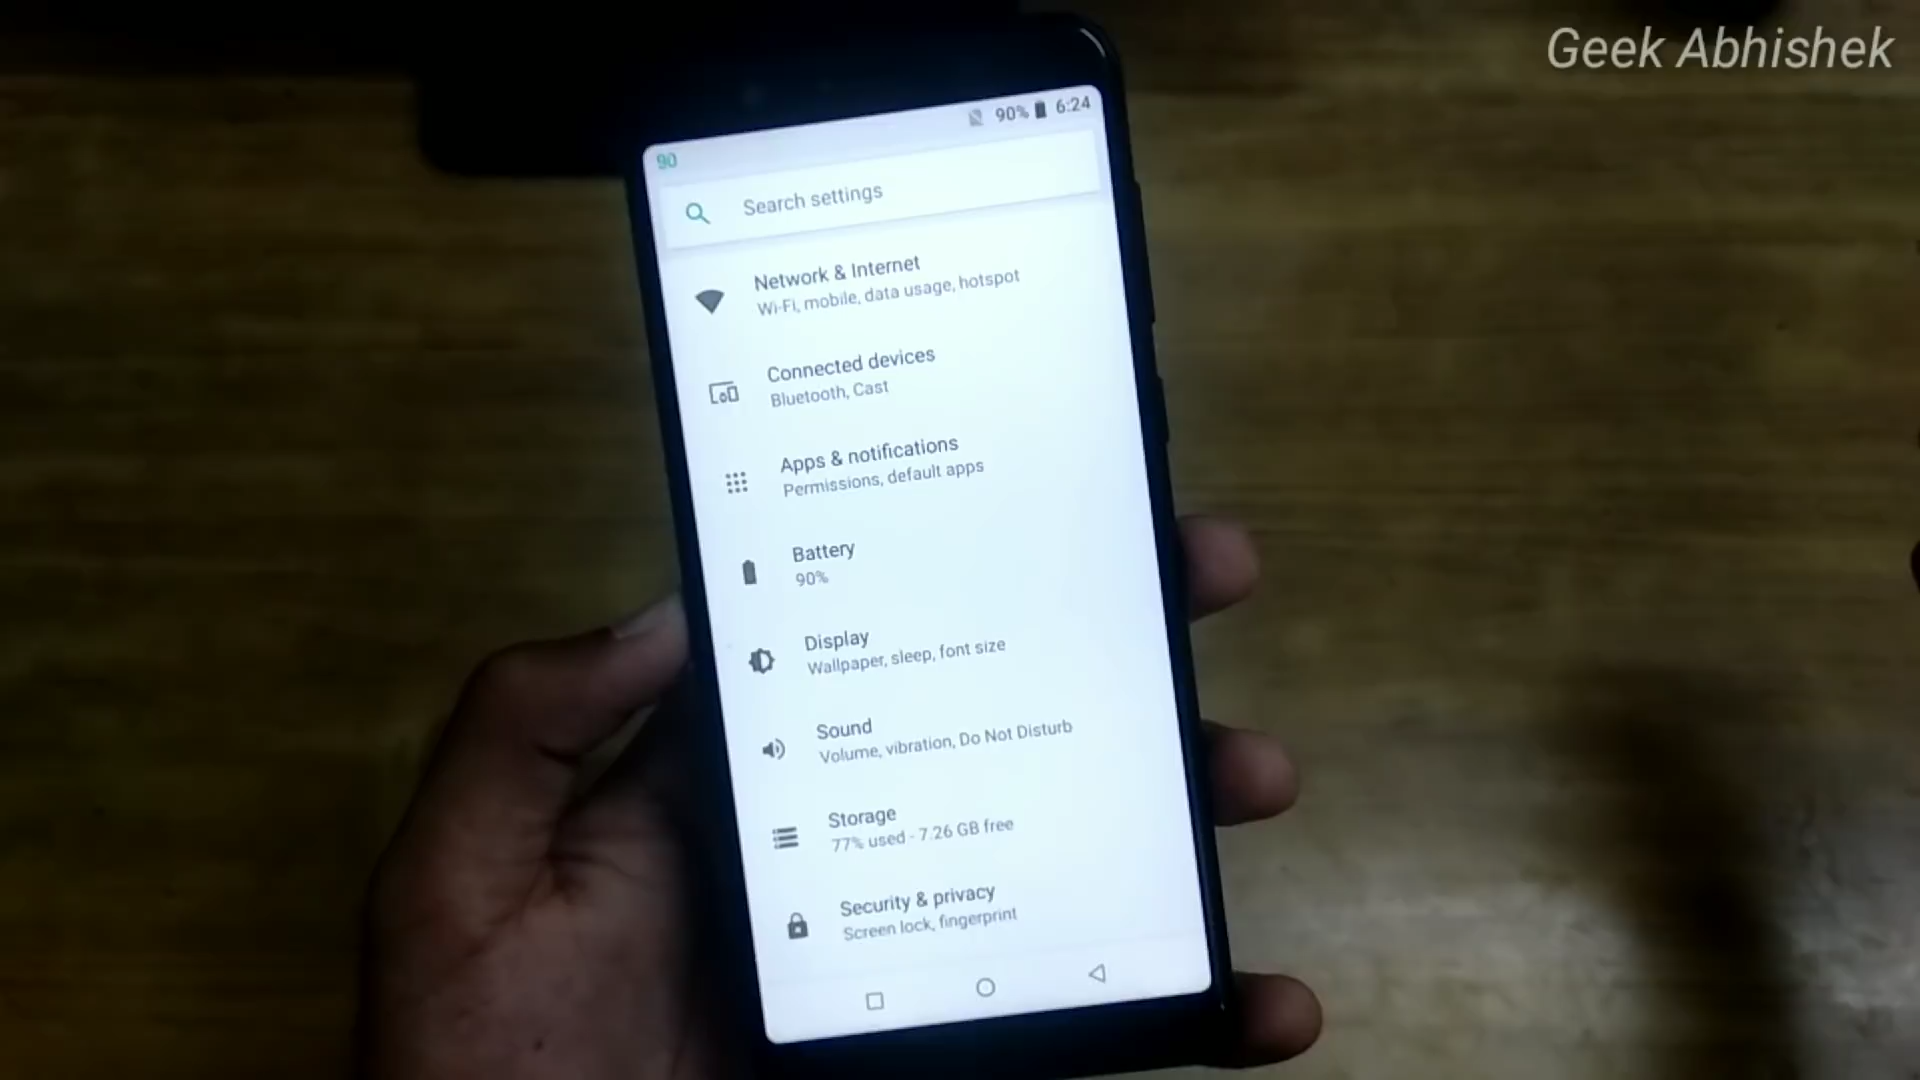 Geek Abhishek
90% 6:24
90
Search settings
Network & Internet
Wi-Fi, mobile, data usage, hotspot
Connected devices
Bluetooth, Cast
Apps & notifications
Permissions, default apps
Battery
90%
Display
Wallpaper, sleep, font size
Sound
Volume, vibration, Do Not Disturb
Storage
77% used - 7.26 GB free
Security & privacy
Screen lock, fingerprint